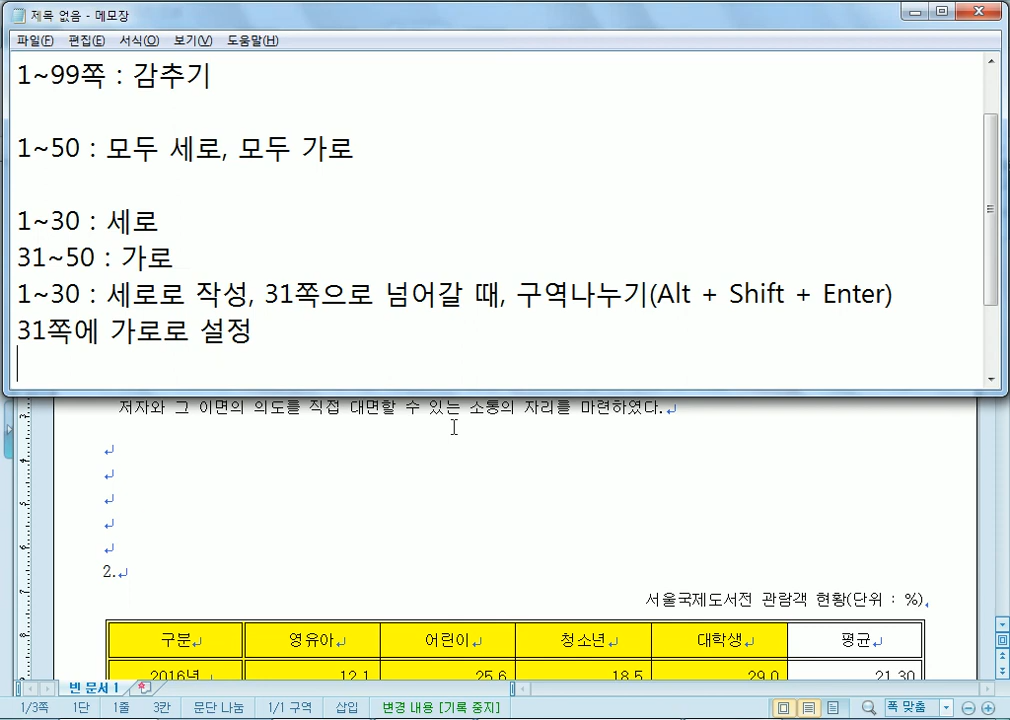 제목 없음 - 메모장
파일(F) 편집(E) 서식(O) 보기(V) 도움말(H)
1~99쪽 : 감추기
1~50 : 모두 세로, 모두 가로
1~30 : 세로
31~50 : 가로
1~30 : 세로로 작성, 31쪽으로 넘어갈 때, 구역나누기(Alt + Shift + Enter)
31쪽에 가로로 설정
저자와 그 이면의 의도를 직접 대면할 수 있는 소통의 자리를 마련하였다.
2.
서울국제도서전 관람객 현황(단위 : %)
구분 영유아 어린이 청소년 대학생 평균
2016년 12.1 25.6 18.5 29.0 21.30
빈 문서 1
1/3쪽 1단 1줄 3칸 문단 나눔 1/1 구역 삽입 변경 내용 [기록 중지] 폭 맞춤